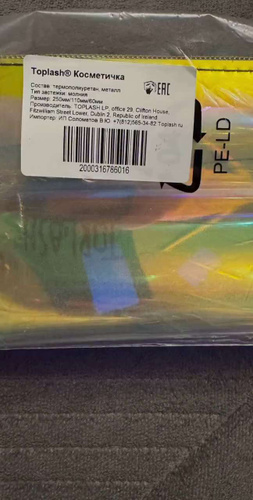 Toplash® Косметичка
Состав: термополиуретан, металл
Тип застежки: молния
Размер: 250мм/110мм/60мм
Производитель: TOPLASH LP, office 29, Clifton House,
Fitzwilliam Street Lower, Dublin 2, Republic of Ireland
Импортер: ИП Соломатов В.Ю. +7(812)565-34-82 Toplash.ru
EAC
2000316786016
PE-LD